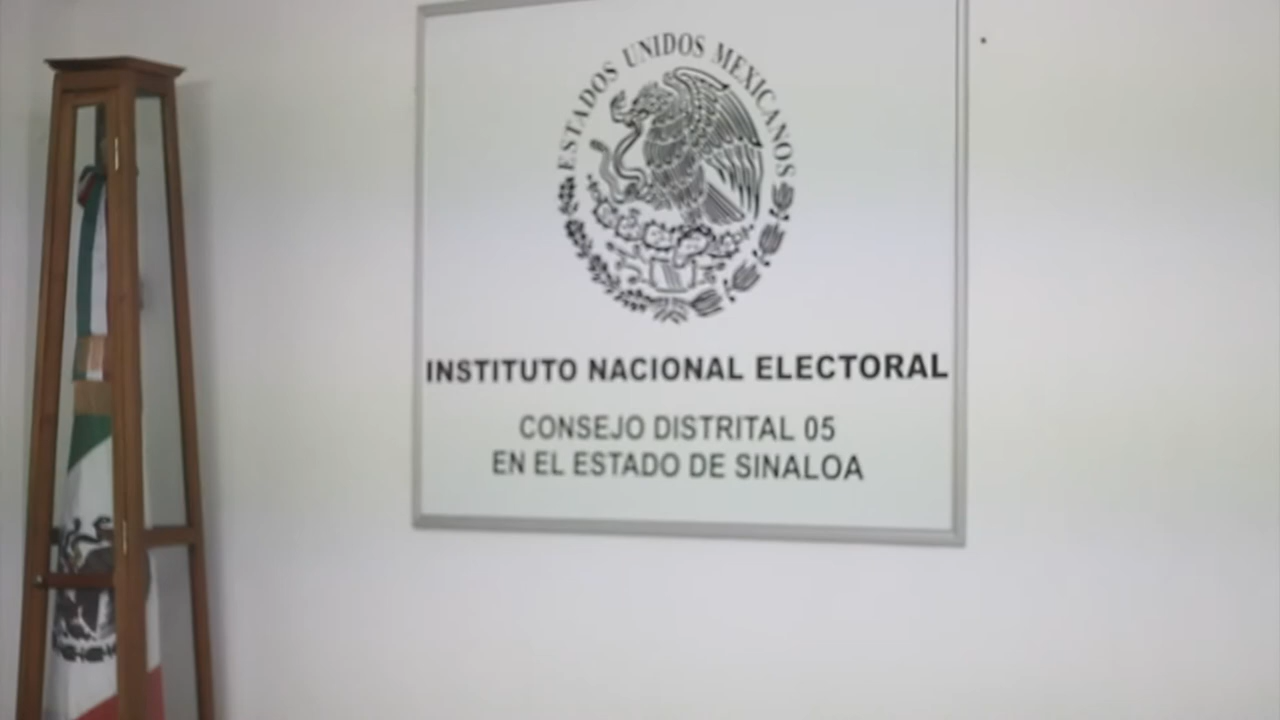 ESTADOS UNIDOS MEXICANOS
INSTITUTO NACIONAL ELECTORAL
CONSEJO DISTRITAL 05
EN EL ESTADO DE SINALOA